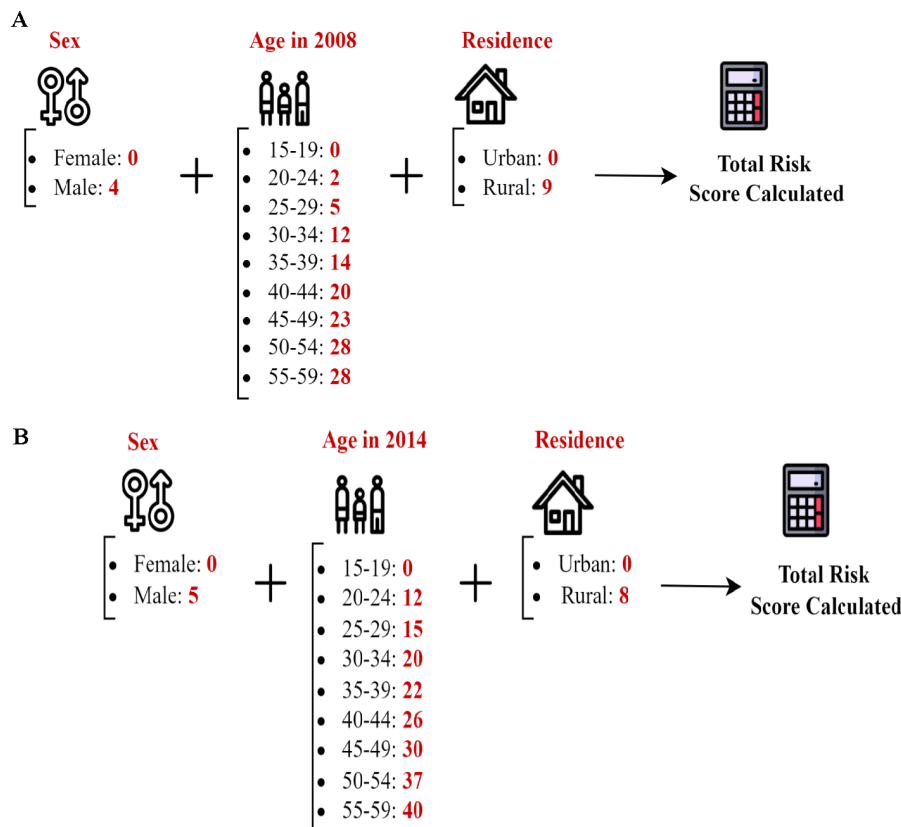 A
Sex
Age in 2008
Residence
• Female: 0
• Male: 4
+
• 15-19: 0
• 20-24: 2
• 25-29: 5
• 30-34: 12
• 35-39: 14
• 40-44: 20
• 45-49: 23
• 50-54: 28
• 55-59: 28
+
• Urban: 0
• Rural: 9
Total Risk
Score Calculated
B
Sex
Age in 2014
Residence
• Female: 0
• Male: 5
+
• 15-19: 0
• 20-24: 12
• 25-29: 15
• 30-34: 20
• 35-39: 22
• 40-44: 26
• 45-49: 30
• 50-54: 37
• 55-59: 40
+
• Urban: 0
• Rural: 8
Total Risk
Score Calculated